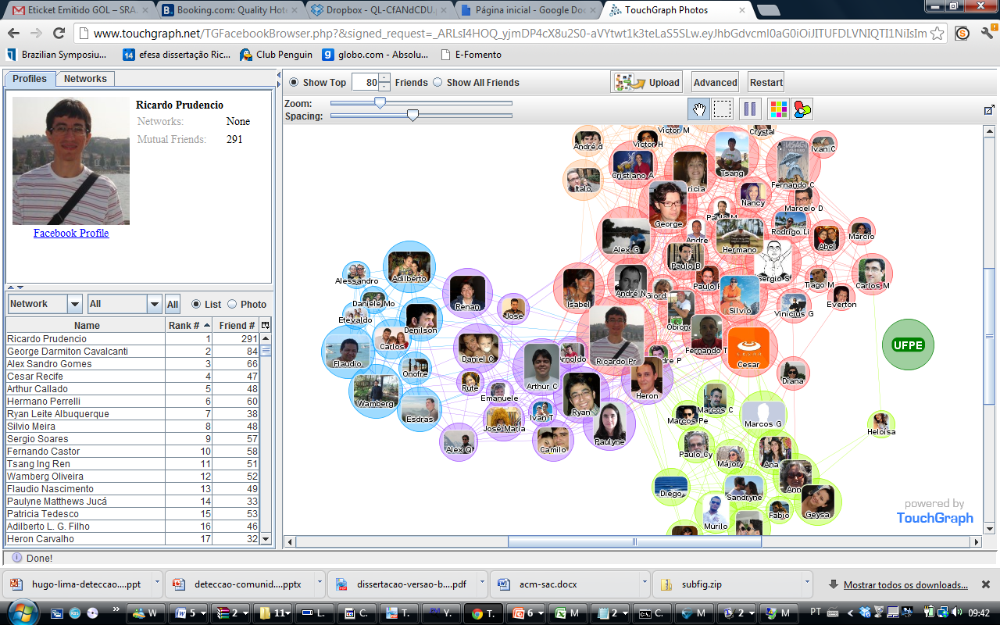 Eticket Emitido GOL – SRA
Booking.com: Quality Hot
Dropbox - QL-CfANdCDU.
Página inicial - Google Doc
TouchGraph Photos
www.touchgraph.net/TGFacebookBrowser.php?&signed_request=_ARLsI4HOQ_yjmDP4cX8u2S0-aVYtwt1k3teLaS5SLw.eyJhbGdvcml0aG0iOiJITUFDLVNIQTI1NiIsIm
Brazilian Symposiu...
efesa dissertação Ric...
Club Penguin
globo.com - Absolu...
E-Fomento
Profiles
Networks
Ricardo Prudencio
Networks: None
Mutual Friends: 291
Facebook Profile
Network
All
All
List
Photo
Name Rank # Friend #
Ricardo Prudencio 1 291
George Darmiton Cavalcanti 2 84
Alex Sandro Gomes 3 66
Cesar Recife 4 47
Arthur Callado 5 48
Hermano Perrelli 6 60
Ryan Leite Albuquerque 7 38
Silvio Meira 8 48
Sergio Soares 9 57
Fernando Castor 10 58
Tsang Ing Ren 11 51
Wamberg Oliveira 12 52
Flaudio Nascimento 13 49
Paulyne Matthews Jucá 14 33
Patricia Tedesco 15 53
Adilberto L. G. Filho 16 46
Heron Carvalho 17 32
Show Top 80 Friends
Show All Friends
Upload
Advanced
Restart
Zoom:
Spacing:
Victor M
Crystal
André.d
Victor H
Ivan C
Cristiano A
Tsang
Italo
ricia
Fernando C
Nancy
Marcelo D
George
Paulo M
Rodrigo Li
Marcio
Andre
Abel
Alex G
Hermano
Paulo B
Sergio S
Alessandro
Adilberto
Tiago M
Carlos M
Daniele Mo
Renan
Isabel
André N
Giord
Silvio
Everton
Etevaldo
Jose
Vinicius G
Denilson
Obion
Carlos
UFPE
Fernando T
Flaudio
Daniel C
Arnoldo
Ricardo Pr
dre P
Cesar
Onofre
Diana
Rute
Arthur C
Emanuele
Heron
Wamberg
Ryan
Marcos C
Esdras
José Maria
Ivan T
Marcos Pe
Marcos G
Heloisa
Paulyne
Alex Q
Camilo
Paulo Cy
Majory
Ana
Ann
Diego
Sandryne
Murilo
Fabio
Geysa
powered by
TouchGraph
Done!
hugo-lima-deteccao....ppt
deteccao-comunid....pptx
dissertacao-versao-b....pdf
acm-sac.docx
subfig.zip
Mostrar todos os downloads...
W
5
2
11
L.
C.
T.
Y.
T.
6
M
2
C.
M
2
M
PT
09:42